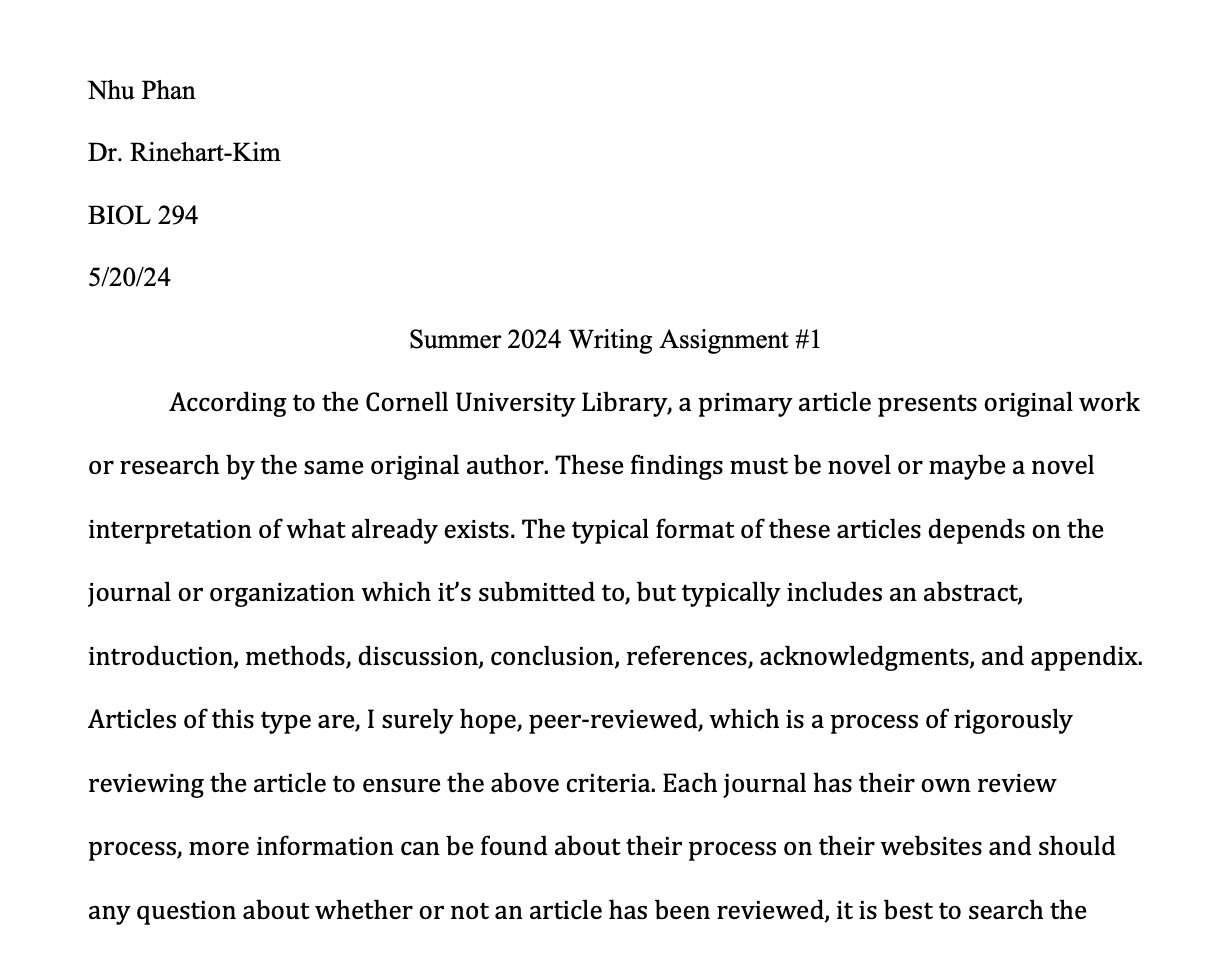 Nhu Phan
Dr. Rinehart-Kim
BIOL 294
5/20/24
Summer 2024 Writing Assignment #1
According to the Cornell University Library, a primary article presents original work
or research by the same original author. These findings must be novel or maybe a novel
interpretation of what already exists. The typical format of these articles depends on the
journal or organization which it’s submitted to, but typically includes an abstract,
introduction, methods, discussion, conclusion, references, acknowledgments, and appendix.
Articles of this type are, I surely hope, peer-reviewed, which is a process of rigorously
reviewing the article to ensure the above criteria. Each journal has their own review
process, more information can be found about their process on their websites and should
any question about whether or not an article has been reviewed, it is best to search the